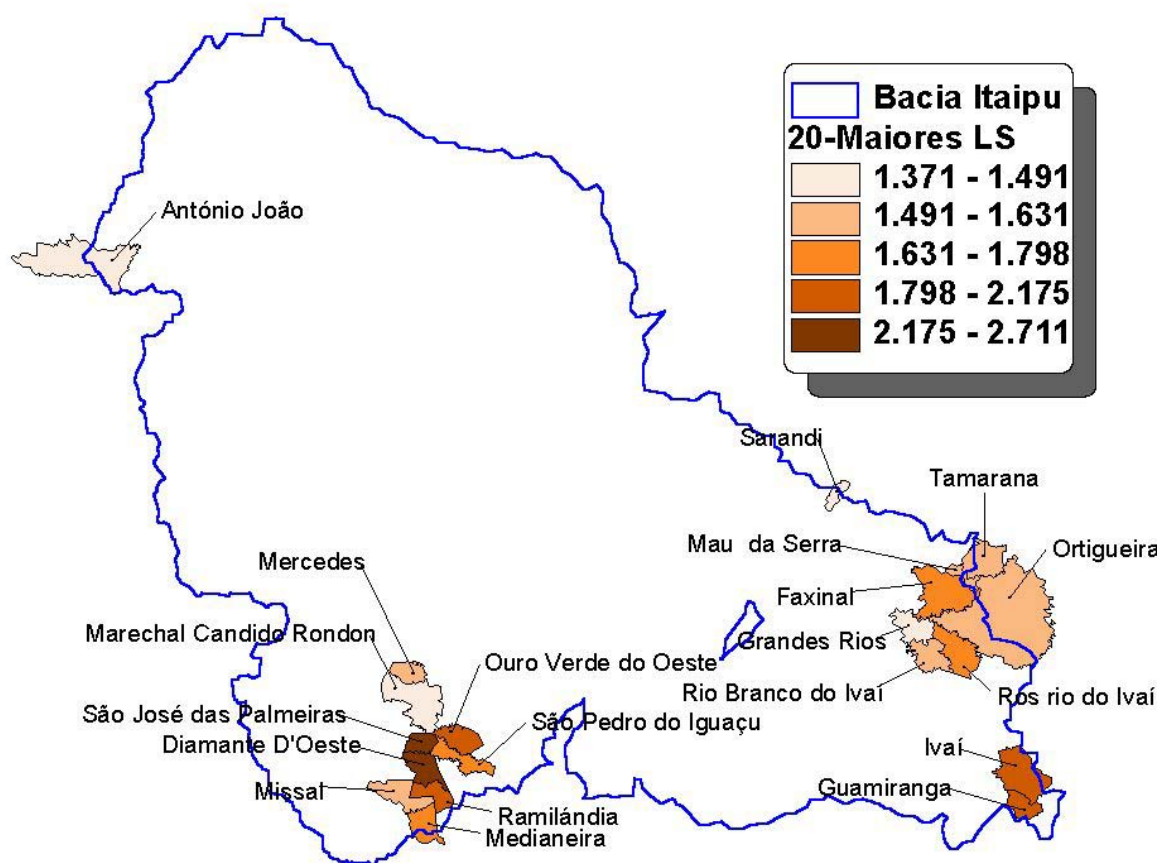 Bacia Itaipu
20-Maiores LS
1.371 - 1.491
1.491 - 1.631
1.631 - 1.798
1.798 - 2.175
2.175 - 2.711
António João
Sarandi
Tamarana
Mau da Serra
Ortigueira
Faxinal
Mercedes
Grandes Rios
Marechal Candido Rondon
Ouro Verde do Oeste
Rio Branco do Ivaí
Ros rio do Ivaí
São José das Palmeiras
São Pedro do Iguaçu
Diamante D'Oeste
Ivaí
Missal
Guamiranga
Ramilándia
Medianeira